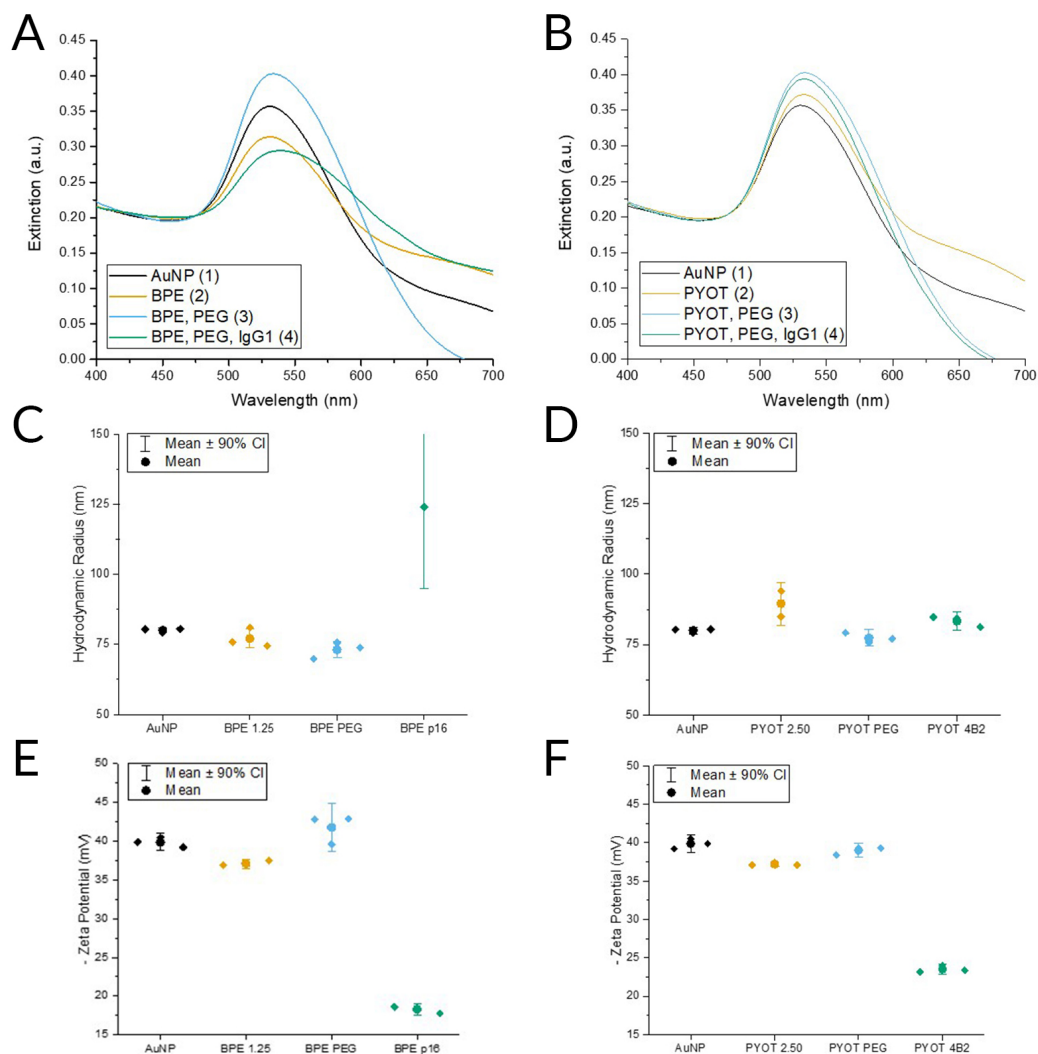 A
0.45
0.40
0.35
0.30
0.25
0.20
0.15
0.10
0.05
0.00
Extinction (a.u.)
AuNP (1)
BPE (2)
BPE, PEG (3)
BPE, PEG, IgG1 (4)
400 450 500 550 600 650 700
Wavelength (nm)
B
0.45
0.40
0.35
0.30
0.25
0.20
0.15
0.10
0.05
0.00
Extinction (a.u.)
AuNP (1)
PYOT (2)
PYOT, PEG (3)
PYOT, PEG, IgG1 (4)
400 450 500 550 600 650 700
Wavelength (nm)
C
150
125
100
75
50
Hydrodynamic Radius (nm)
Mean ± 90% CI
Mean
AuNP BPE 1.25 BPE PEG BPE p16
D
150
125
100
75
50
Hydrodynamic Radius (nm)
Mean ± 90% CI
Mean
AuNP PYOT 2.50 PYOT PEG PYOT 4B2
E
50
45
40
35
30
25
20
15
- Zeta Potential (mV)
Mean ± 90% CI
Mean
AuNP BPE 1.25 BPE PEG BPE p16
F
50
45
40
35
30
25
20
15
- Zeta Potential (mV)
Mean ± 90% CI
Mean
AuNP PYOT 2.50 PYOT PEG PYOT 4B2